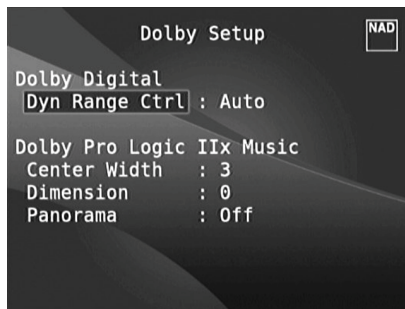 Dolby Setup
NAD
Dolby Digital
Dyn Range Ctrl : Auto
Dolby Pro Logic IIx Music
Center Width : 3
Dimension : 0
Panorama : Off